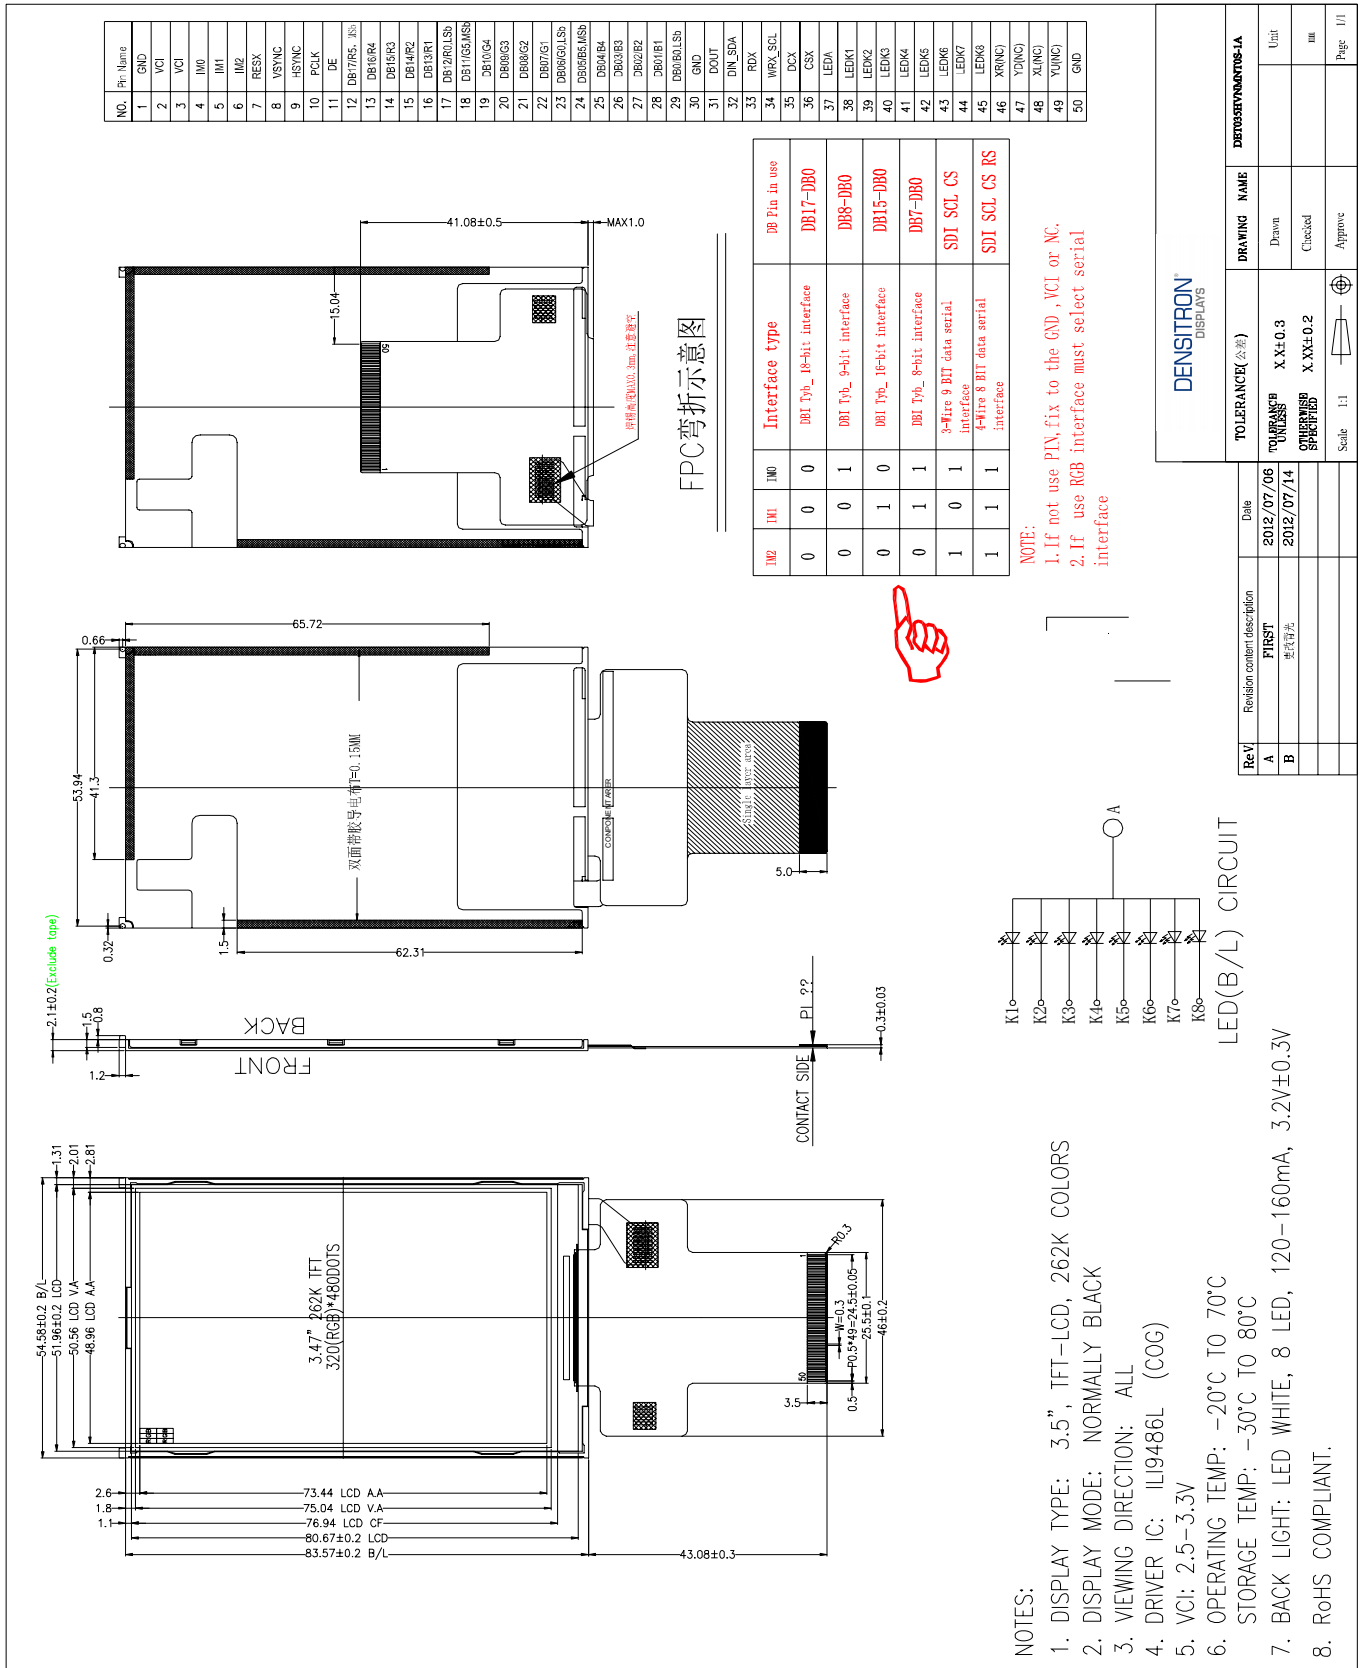 NO. Pin Name
1 GND
2 VCI
3 VCI
4 IM0
5 IM1
6 IM2
7 RESX
8 VSYNC
9 HSYNC
10 PCLK
11 DE
12 DB17/R5, MSb
13 DB16/R4
14 DB15/R3
15 DB14/R2
16 DB13/R1
17 DB12/R0,LSb
18 DB11/G5,MSb
19 DB10/G4
20 DB09/G3
21 DB08/G2
22 DB07/G1
23 DB06/G0,LSb
24 DB05/B5,MSb
25 DB04/B4
26 DB03/B3
27 DB02/B2
28 DB01/B1
29 DB0/B0,LSb
30 GND
31 DOUT
32 DIN_SDA
33 RDX
34 WRX_SCL
35 DCX
36 CSX
37 LEDA
38 LEDK1
39 LEDK2
40 LEDK3
41 LEDK4
42 LEDK5
43 LEDK6
44 LEDK7
45 LEDK8
46 XR(NC)
47 YD(NC)
48 XL(NC)
49 YU(NC)
50 GND
41.08±0.5
MAX1.0
15.04
50
1
FPC弯折示意图
IM2 IM1 IM0 Interface type DB Pin in use
0 0 0 DBI Tyb_ 18-bit interface DB17-DB0
0 0 1 DBI Tyb_ 9-bit interface DB8-DB0
0 1 0 DBI Tyb_ 16-bit interface DB15-DB0
0 1 1 DBI Tyb_ 8-bit interface DB7-DB0
1 0 1 3-Wire 9 BIT data serial interface SDI SCL CS
1 1 1 4-Wire 8 BIT data serial interface SDI SCL CS RS
NOTE:
1. If not use PIN,fix to the GND ,VCI or NC.
2. If use RGB interface must select serial
interface
65.72
0.66
53.94
41.3
0.32
1.5
62.31
双面带胶导电布T=0.15MM
CONPONENT ARER
Single layer area
5.0
2.1±0.2(Exclude tape)
1.5
0.8
1.2
BACK
FRONT
CONTACT SIDE
PI ??
0.3±0.03
54.58±0.2 B/L
51.96±0.2 LCD
50.56 LCD V.A
48.96 LCD A.A
1.31
2.01
2.81
3.47" 262K TFT
320(RGB)*480DOTS
RGB RGB
2.6
73.44 LCD A.A
1.8
75.04 LCD V.A
1.1
76.94 LCD CF
80.67±0.2 LCD
83.57±0.2 B/L
43.08±0.3
1
50
R0.3
W=0.3
P0.5*49=24.5±0.05
25.5±0.1
46±0.2
3.5
0.5
K1
K2
K3
K4
K5
K6
K7
K8
A
LED(B/L) CIRCUIT
NOTES:
1. DISPLAY TYPE: 3.5", TFT-LCD, 262K COLORS
2. DISPLAY MODE: NORMALLY BLACK
3. VIEWING DIRECTION: ALL
4. DRIVER IC: ILI9486L (COG)
5. VCI: 2.5-3.3V
6. OPERATING TEMP: -20°C TO 70°C
STORAGE TEMP: -30°C TO 80°C
7. BACK LIGHT: LED WHITE, 8 LED, 120-160mA, 3.2V±0.3V
8. RoHS COMPLIANT.
ReV. Revision content description Date
A FIRST 2012/07/06
B 更改背光 2012/07/14
DENSITRON
DISPLAYS
TOLERANCE(公差)
TOLERANCE UNLESS OTHERWISE SPECIFIED
X.X±0.3
X.XX±0.2
Scale 1:1
DRAWING NAME
Drawn
Checked
Approve
Unit mm
Page 1/1